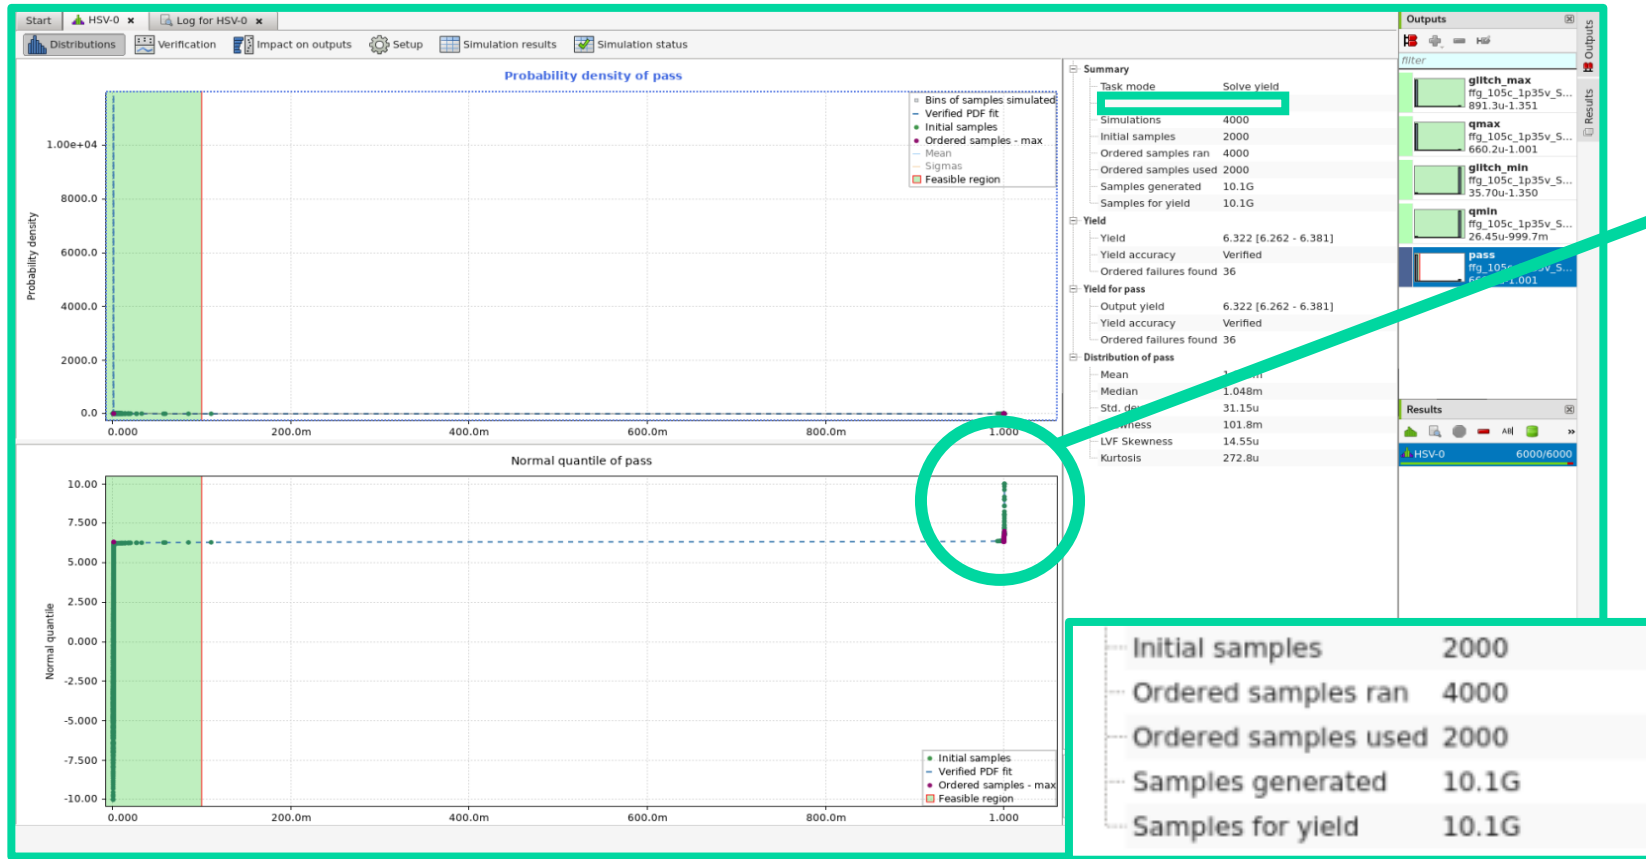 Start HSV-0 × Log for HSV-0 ×
Distributions Verification Impact on outputs Setup Simulation results Simulation status
Probability density of pass
Probability density
1.00e+04
8000.0
6000.0
4000.0
2000.0
0.0
0.000 200.0m 400.0m 600.0m 800.0m 1.000
Bins of samples simulated
Verified PDF fit
Initial samples
Ordered samples - max
Mean
Sigmas
Feasible region
Normal quantile of pass
Normal quantile
10.00
7.500
5.000
2.500
0.000
-2.500
-5.000
-7.500
-10.00
0.000 200.0m 400.0m 600.0m 800.0m 1.000
Initial samples
Verified PDF fit
Ordered samples - max
Feasible region
Summary
Task mode Solve yield
Simulations 4000
Initial samples 2000
Ordered samples ran 4000
Ordered samples used 2000
Samples generated 10.1G
Samples for yield 10.1G
Yield
Yield 6.322 [6.262 - 6.381]
Yield accuracy Verified
Ordered failures found 36
Yield for pass
Output yield 6.322 [6.262 - 6.381]
Yield accuracy Verified
Ordered failures found 36
Distribution of pass
Mean
Median 1.048m
Std. 31.15u
101.8m
LVF Skewness 14.55u
Kurtosis 272.8u
Outputs
filter
glitch_max
ffg_105c_1p35v_S...
891.3u-1.351
qmax
ffg_105c_1p35v_S...
660.2u-1.001
glitch_min
ffg_105c_1p35v_S...
35.70u-1.350
qmin
ffg_105c_1p35v_S...
26.45u-999.7m
pass
Outputs
Results
Results
HSV-0 6000/6000
Initial samples 2000
Ordered samples ran 4000
Ordered samples used 2000
Samples generated 10.1G
Samples for yield 10.1G